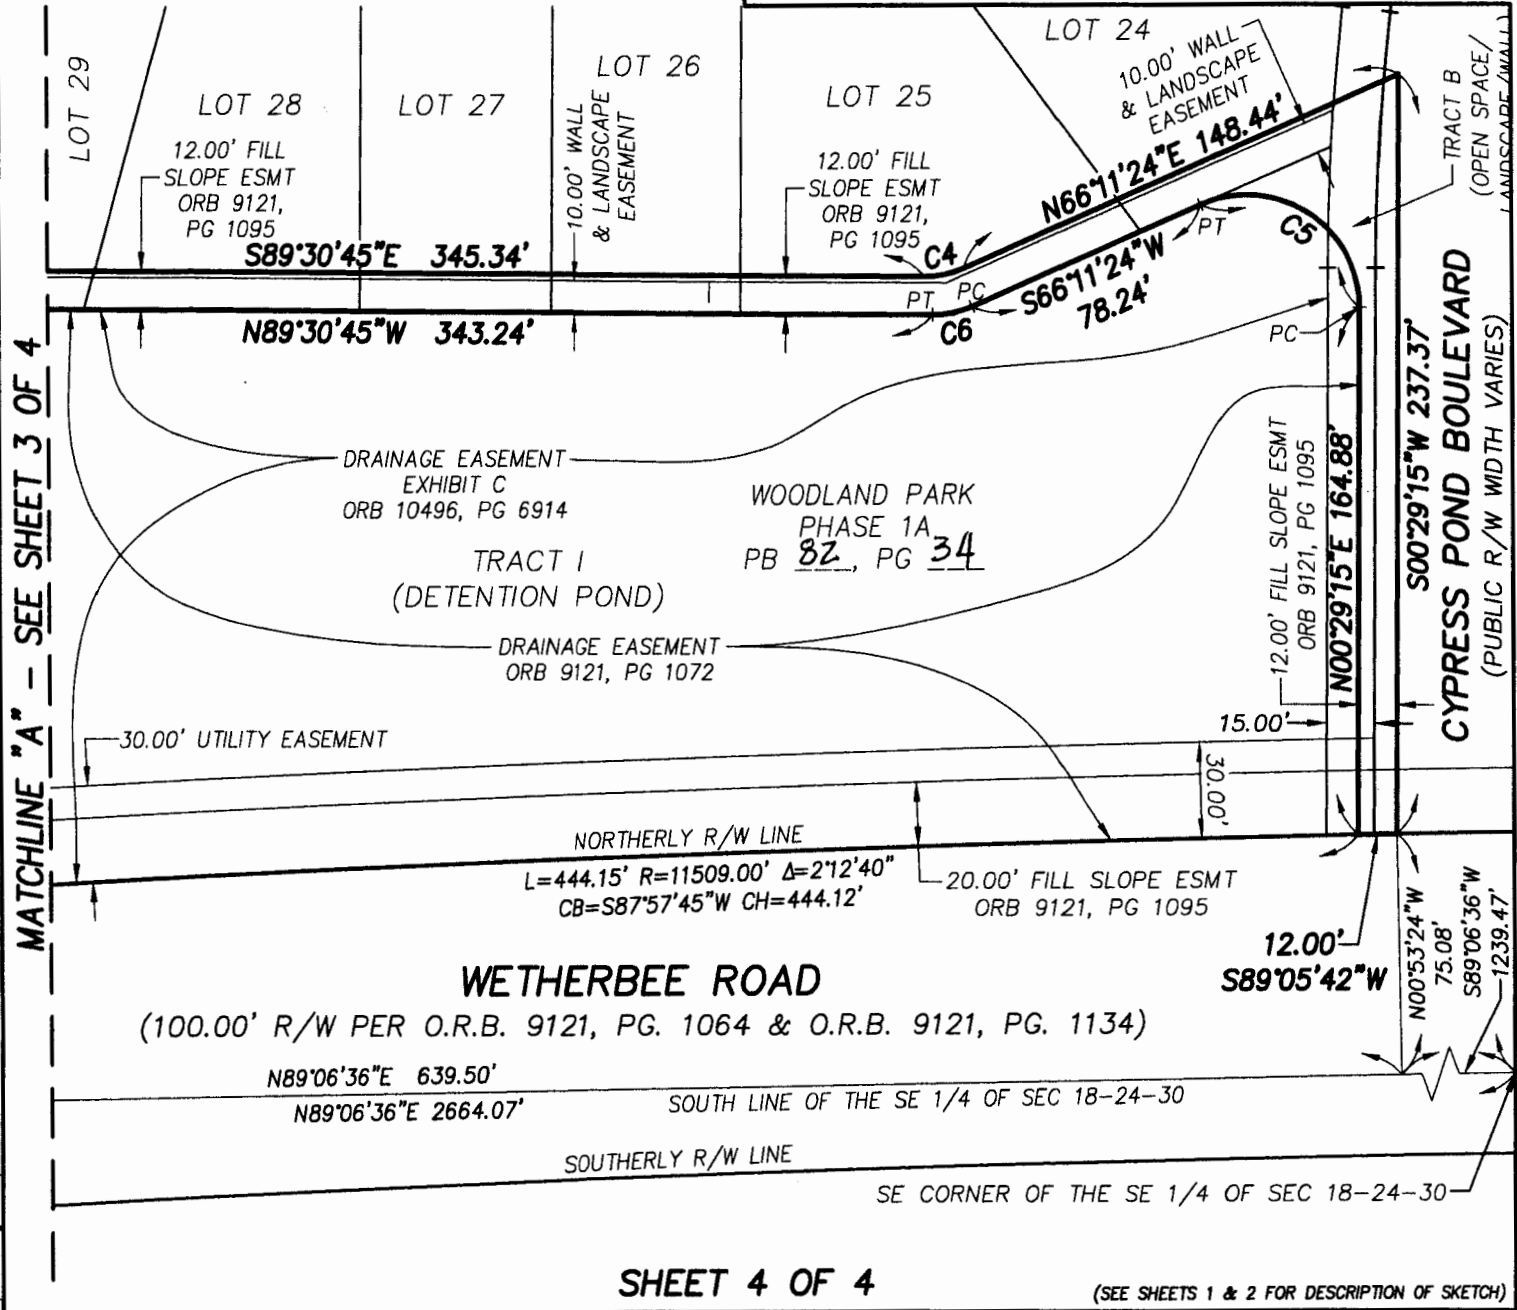 LOT 29
LOT 28
LOT 27
LOT 26
LOT 25
LOT 24
12.00' FILL
SLOPE ESMT
ORB 9121,
PG 1095
10.00' WALL
& LANDSCAPE
EASEMENT
12.00' FILL
SLOPE ESMT
ORB 9121,
PG 1095
10.00' WALL
& LANDSCAPE
EASEMENT
TRACT B
(OPEN SPACE/
LANDSCAPE/WALL)
S89°30'45"E 345.34'
N89°30'45"W 343.24'
C4
N66°11'24"E 148.44'
PT
PC
C6
S66°11'24"W
78.24'
PT
C5
PC
MATCHLINE "A" - SEE SHEET 3 OF 4
DRAINAGE EASEMENT
EXHIBIT C
ORB 10496, PG 6914
WOODLAND PARK
PHASE 1A
PB 82, PG 34
TRACT I
(DETENTION POND)
DRAINAGE EASEMENT
ORB 9121, PG 1072
12.00' FILL SLOPE ESMT
ORB 9121, PG 1095
N00°29'15"E 164.88'
S00°29'15"W 237.37'
CYPRESS POND BOULEVARD
(PUBLIC R/W WIDTH VARIES)
30.00' UTILITY EASEMENT
15.00'
30.00'
NORTHERLY R/W LINE
L=444.15' R=11509.00' Δ=2°12'40"
CB=S87°57'45"W CH=444.12'
20.00' FILL SLOPE ESMT
ORB 9121, PG 1095
12.00'
S89°05'42"W
N00°53'24"W
75.08'
S89°06'36"W
1239.47'
WETHERBEE ROAD
(100.00' R/W PER O.R.B. 9121, PG. 1064 & O.R.B. 9121, PG. 1134)
N89°06'36"E 639.50'
N89°06'36"E 2664.07'
SOUTH LINE OF THE SE 1/4 OF SEC 18-24-30
SOUTHERLY R/W LINE
SE CORNER OF THE SE 1/4 OF SEC 18-24-30
SHEET 4 OF 4
(SEE SHEETS 1 & 2 FOR DESCRIPTION OF SKETCH)